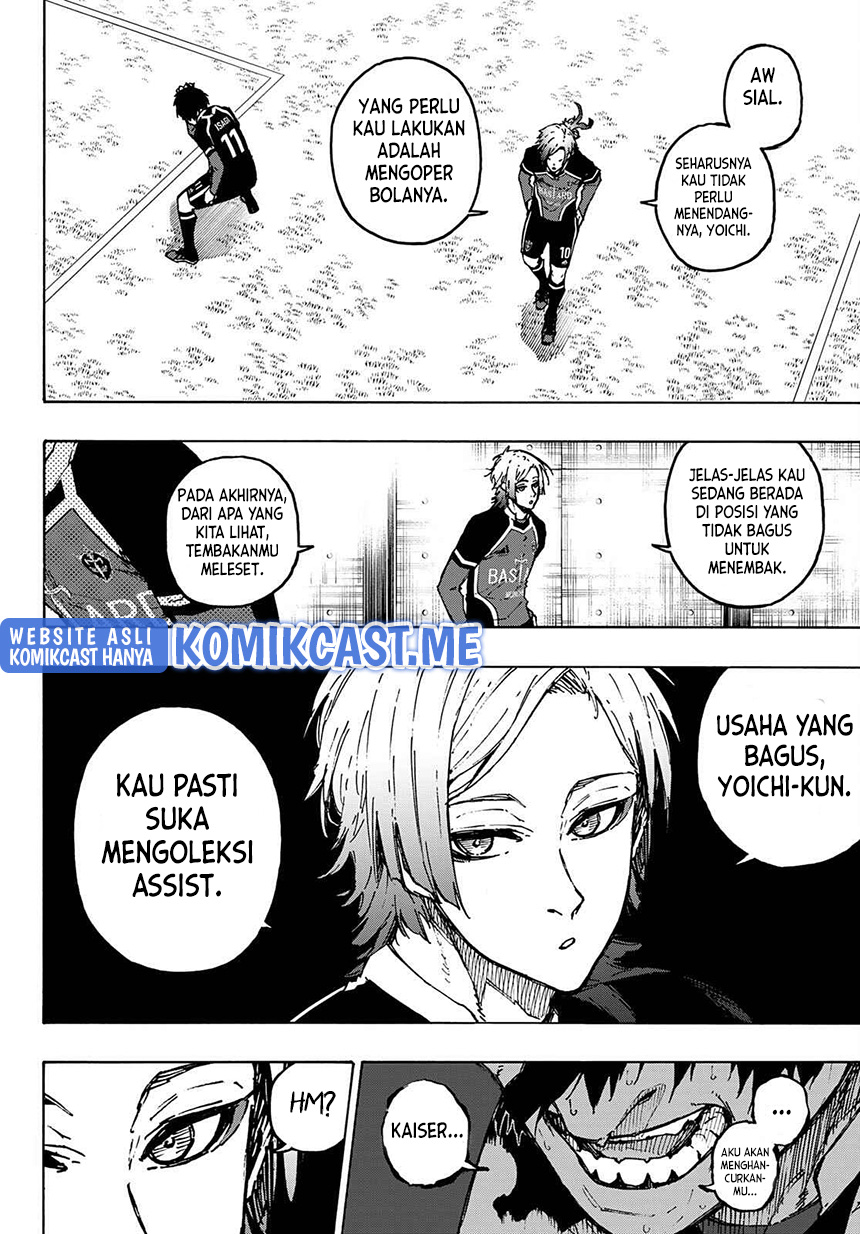 AW
SIAL.
SEHARUSNYA
KAU TIDAK
PERLU
MENENDANG-
NYA, YOICHI.
YANG PERLU
KAU LAKUKAN
ADALAH
MENGOPER
BOLANYA.
ISAGI
11
BASTARD
10
JELAS-JELAS KAU
SEDANG BERADA
DI POSISI YANG
TIDAK BAGUS
UNTUK
MENEMBAK.
BAST
PADA AKHIRNYA,
DARI APA YANG
KITA LIHAT,
TEMBAKANMU
MELESET.
WEBSITE ASLI
KOMIKCAST HANYA
KOMIKCAST.ME
USAHA YANG
BAGUS,
YOICHI-KUN.
KAU PASTI
SUKA
MENGOLEKSI
ASSIST.
...
AKU AKAN
MENGHAN-
CURKAN-
MU...
KAISER...
HM?